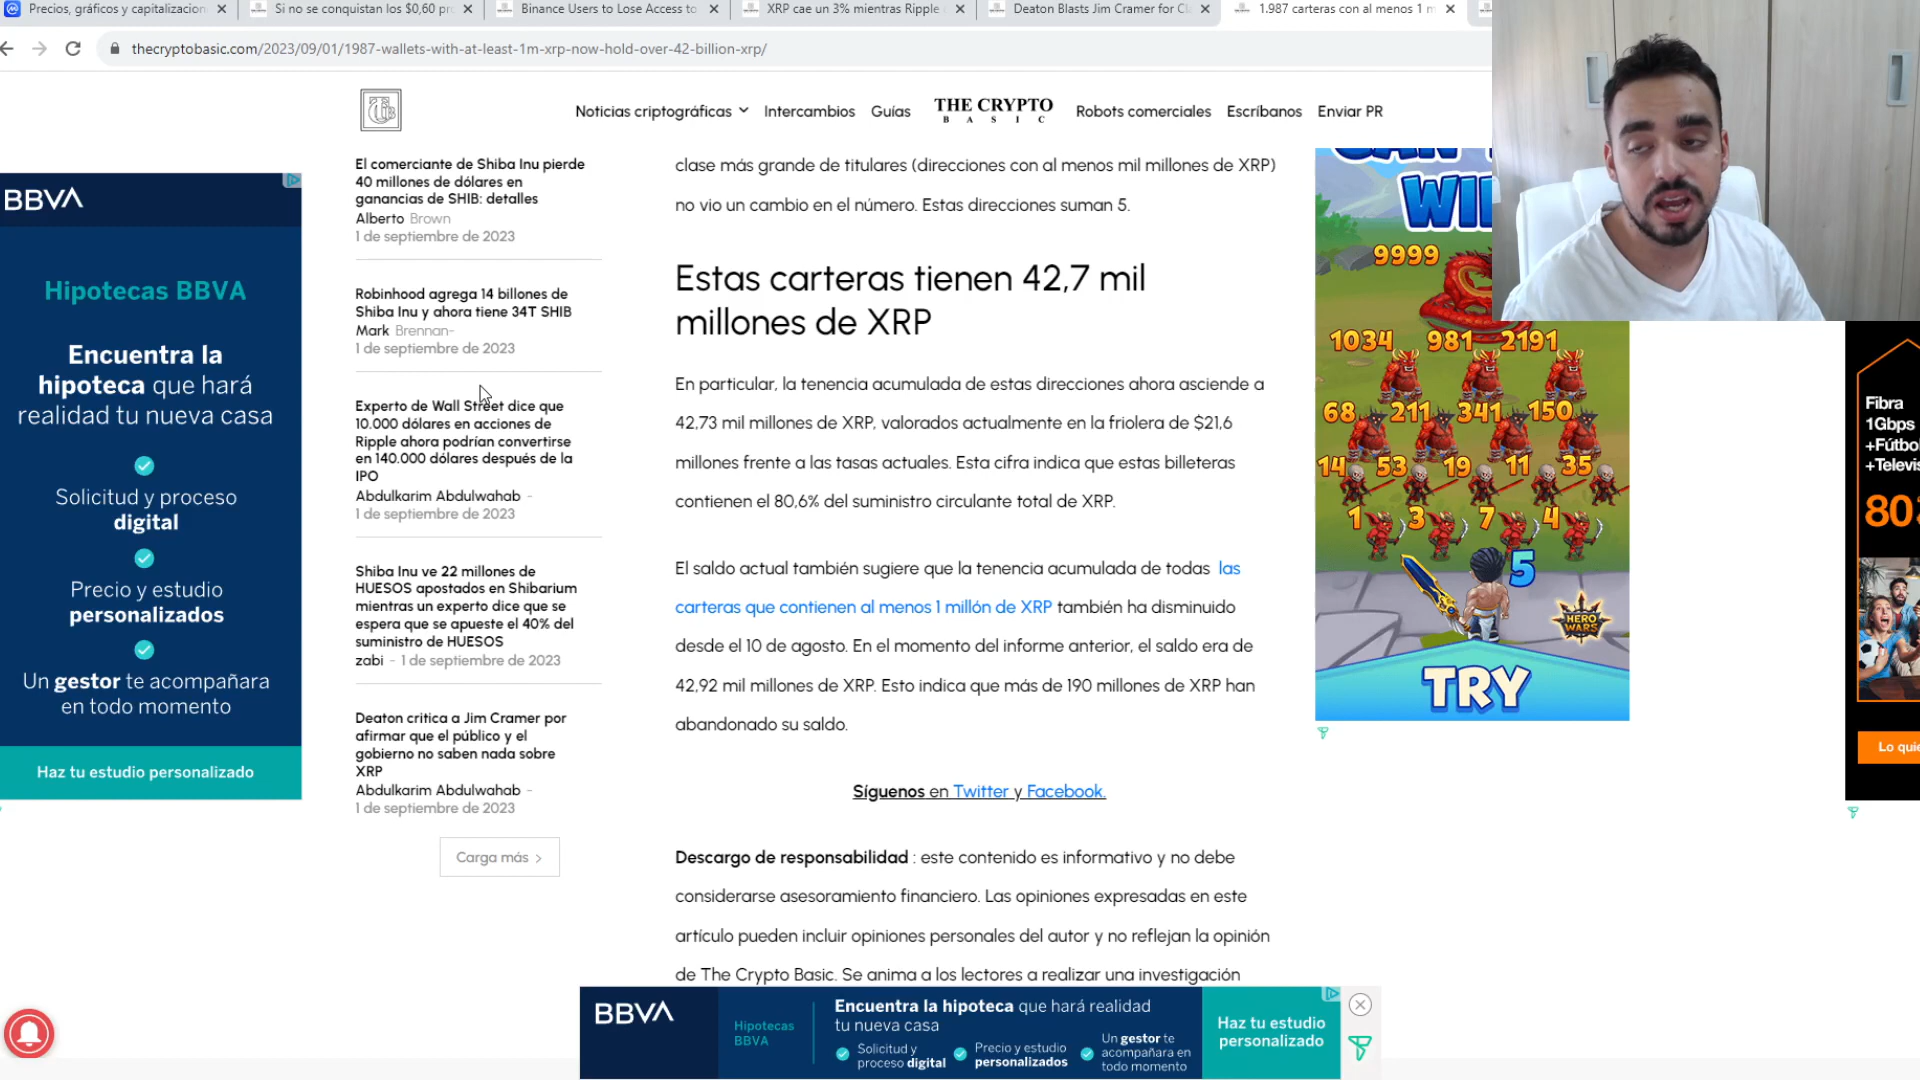 Precios, gráficos y capitalizacion
Si no se conquistan los $0,60 pr
Binance Users to Lose Access to
XRP cae un 3% mientras Ripple
Deaton Blasts Jim Cramer for Cl
1.987 carteras con al menos 1 m
thecryptobasic.com/2023/09/01/1987-wallets-with-at-least-1m-xrp-now-hold-over-42-billion-xrp/
Noticias criptográficas
Intercambios
Guías
THE CRYPTO
BASIC
Robots comerciales
Escríbanos
Enviar PR
BBVA
Hipotecas BBVA
Encuentra la
hipoteca que hará
realidad tu nueva casa
Solicitud y proceso
digital
Precio y estudio
personalizados
Un gestor te acompañara
en todo momento
Haz tu estudio personalizado
El comerciante de Shiba Inu pierde
40 millones de dólares en
ganancias de SHIB: detalles
Alberto Brown
1 de septiembre de 2023
Robinhood agrega 14 billones de
Shiba Inu y ahora tiene 34T SHIB
Mark Brennan-
1 de septiembre de 2023
Experto de Wall Street dice que
10.000 dólares en acciones de
Ripple ahora podrían convertirse
en 140.000 dólares después de la
IPO
Abdulkarim Abdulwahab -
1 de septiembre de 2023
Shiba Inu ve 22 millones de
HUESOS apostados en Shibarium
mientras un experto dice que se
espera que se apueste el 40% del
suministro de HUESOS
zabi - 1 de septiembre de 2023
Deaton critica a Jim Cramer por
afirmar que el público y el
gobierno no saben nada sobre
XRP
Abdulkarim Abdulwahab -
1 de septiembre de 2023
Carga más >
clase más grande de titulares (direcciones con al menos mil millones de XRP)
no vio un cambio en el número. Estas direcciones suman 5.
Estas carteras tienen 42,7 mil
millones de XRP
En particular, la tenencia acumulada de estas direcciones ahora asciende a
42,73 mil millones de XRP, valorados actualmente en la friolera de $21,6
millones frente a las tasas actuales. Esta cifra indica que estas billeteras
contienen el 80,6% del suministro circulante total de XRP.
El saldo actual también sugiere que la tenencia acumulada de todas las
carteras que contienen al menos 1 millón de XRP también ha disminuido
desde el 10 de agosto. En el momento del informe anterior, el saldo era de
42,92 mil millones de XRP. Esto indica que más de 190 millones de XRP han
abandonado su saldo.
Síguenos en Twitter y Facebook.
Descargo de responsabilidad : este contenido es informativo y no debe
considerarse asesoramiento financiero. Las opiniones expresadas en este
artículo pueden incluir opiniones personales del autor y no reflejan la opinión
de The Crypto Basic. Se anima a los lectores a realizar una investigación
9999
1034 981 2191
68 211 341 150
14 53 19 11 35
1 3 7 4
5
HERO
WARS
TRY
Fibra
1Gbps
+Fútbo
+Televis
80
Lo quie
BBVA
Hipotecas
BBVA
Encuentra la hipoteca que hará realidad
tu nueva casa
Solicitud y
proceso digital
Precio y estudio
personalizados
Un gestor te
acompañara en
todo momento
Haz tu estudio
personalizado